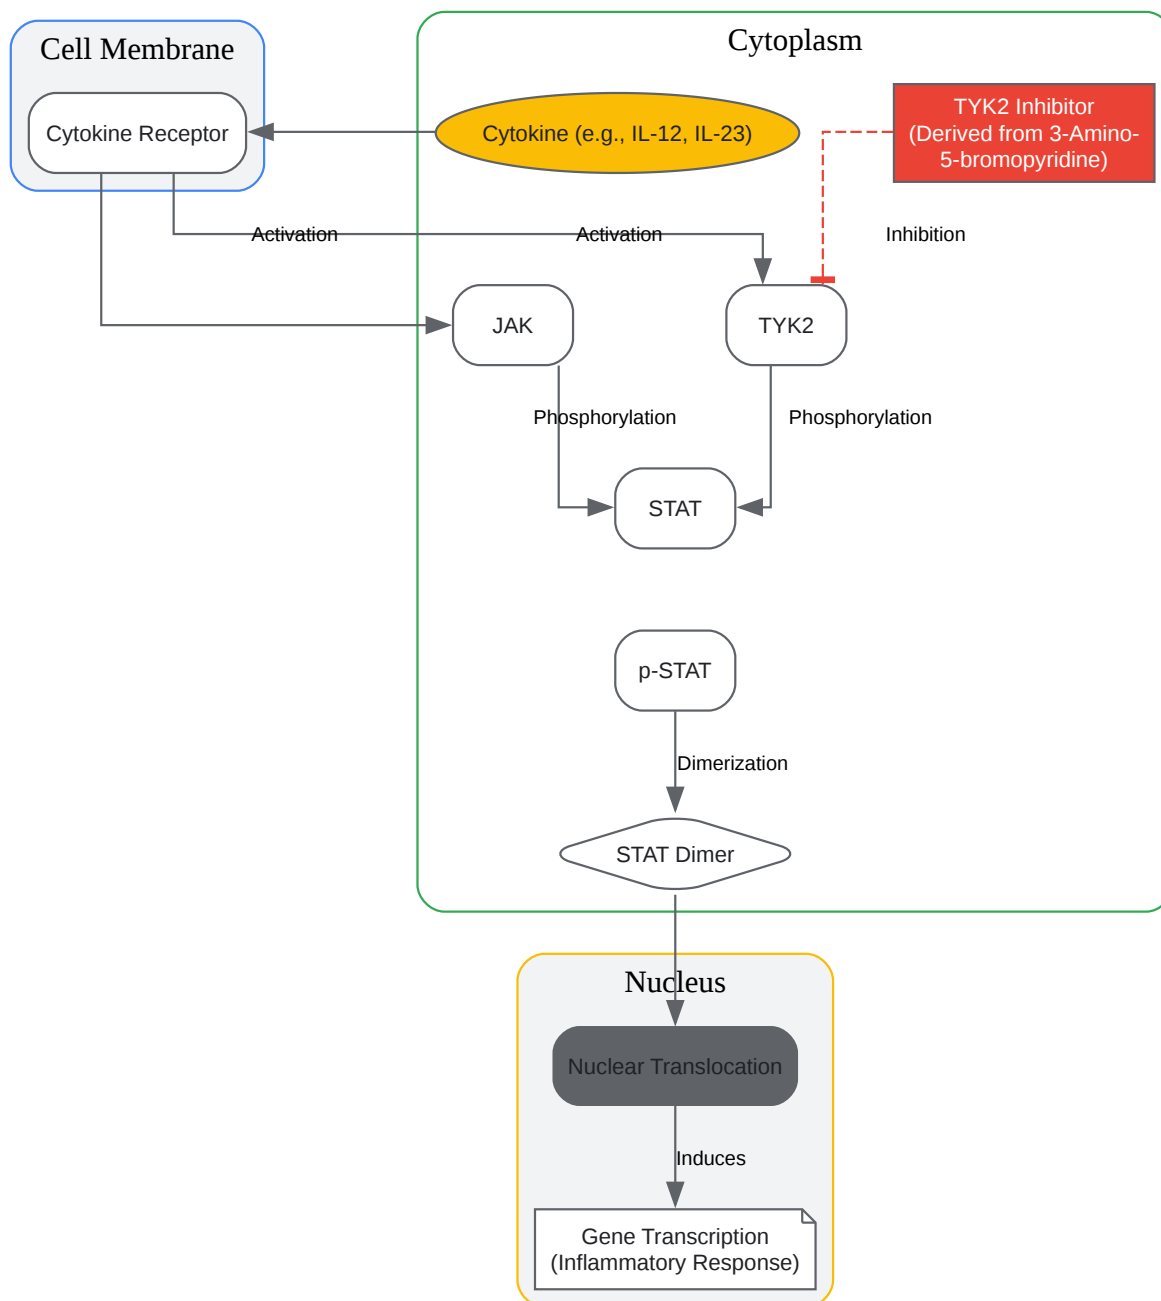 Cell Membrane
Cytoplasm
Cytokine Receptor
Cytokine (e.g., IL-12, IL-23)
TYK2 Inhibitor
(Derived from 3-Amino-
5-bromopyridine)
Activation
Activation
Inhibition
JAK
TYK2
Phosphorylation
Phosphorylation
STAT
p-STAT
Dimerization
STAT Dimer
Nucleus
Nuclear Translocation
Induces
Gene Transcription
(Inflammatory Response)